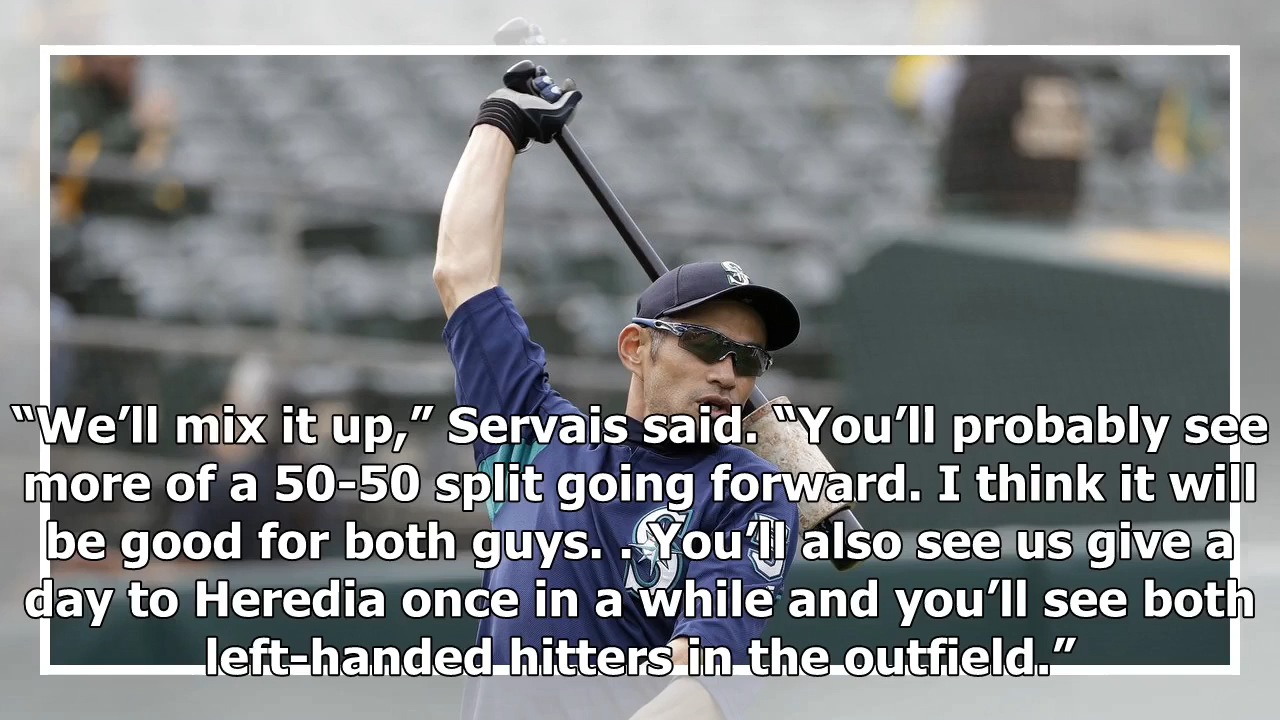 “We’ll mix it up,” Servais said. “You’ll probably see
more of a 50-50 split going forward. I think it will
be good for both guys. . .You’ll also see us give a
day to Heredia once in a while and you’ll see both
left-handed hitters in the outfield.”